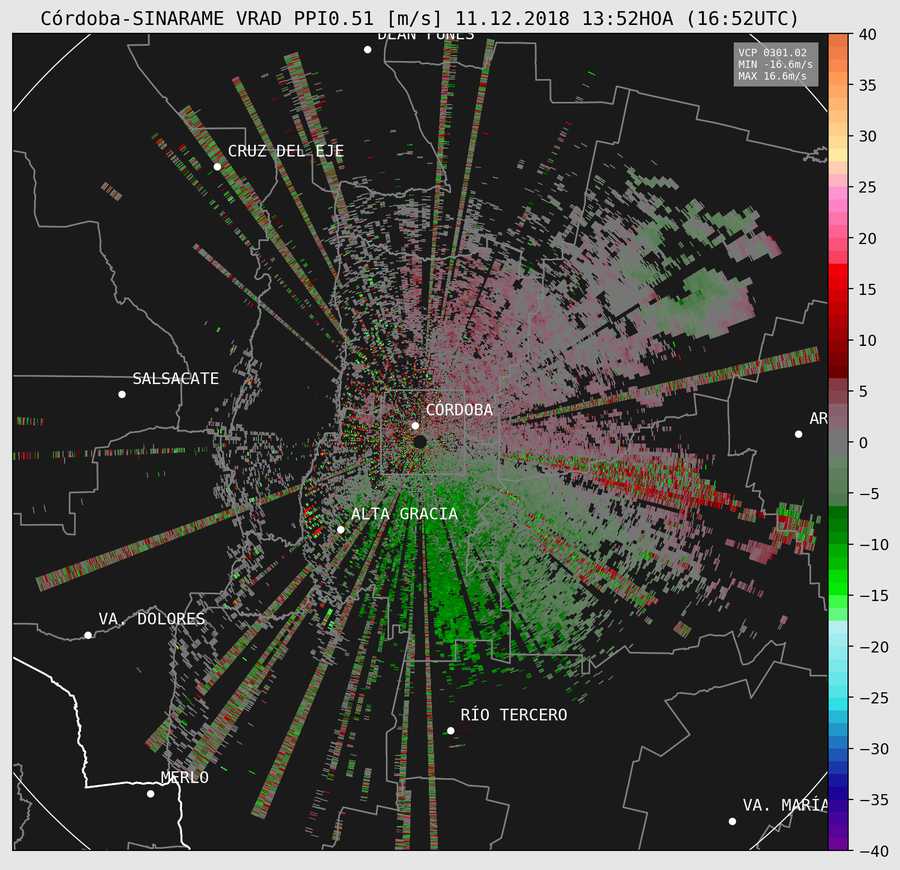 Córdoba-SINARAME VRAD PPI0.51 [m/s] 11.12.2018 13:52HOA (16:52UTC)
DEAN FUNES
VCP 0301.02
MIN -16.6m/s
MAX 16.6m/s
CRUZ DEL EJE
SALSACATE
CÓRDOBA
AR
ALTA GRACIA
VA. DOLORES
RÍO TERCERO
MERLO
VA. MARÍA
40
35
30
25
20
15
10
5
0
−5
−10
−15
−20
−25
−30
−35
−40